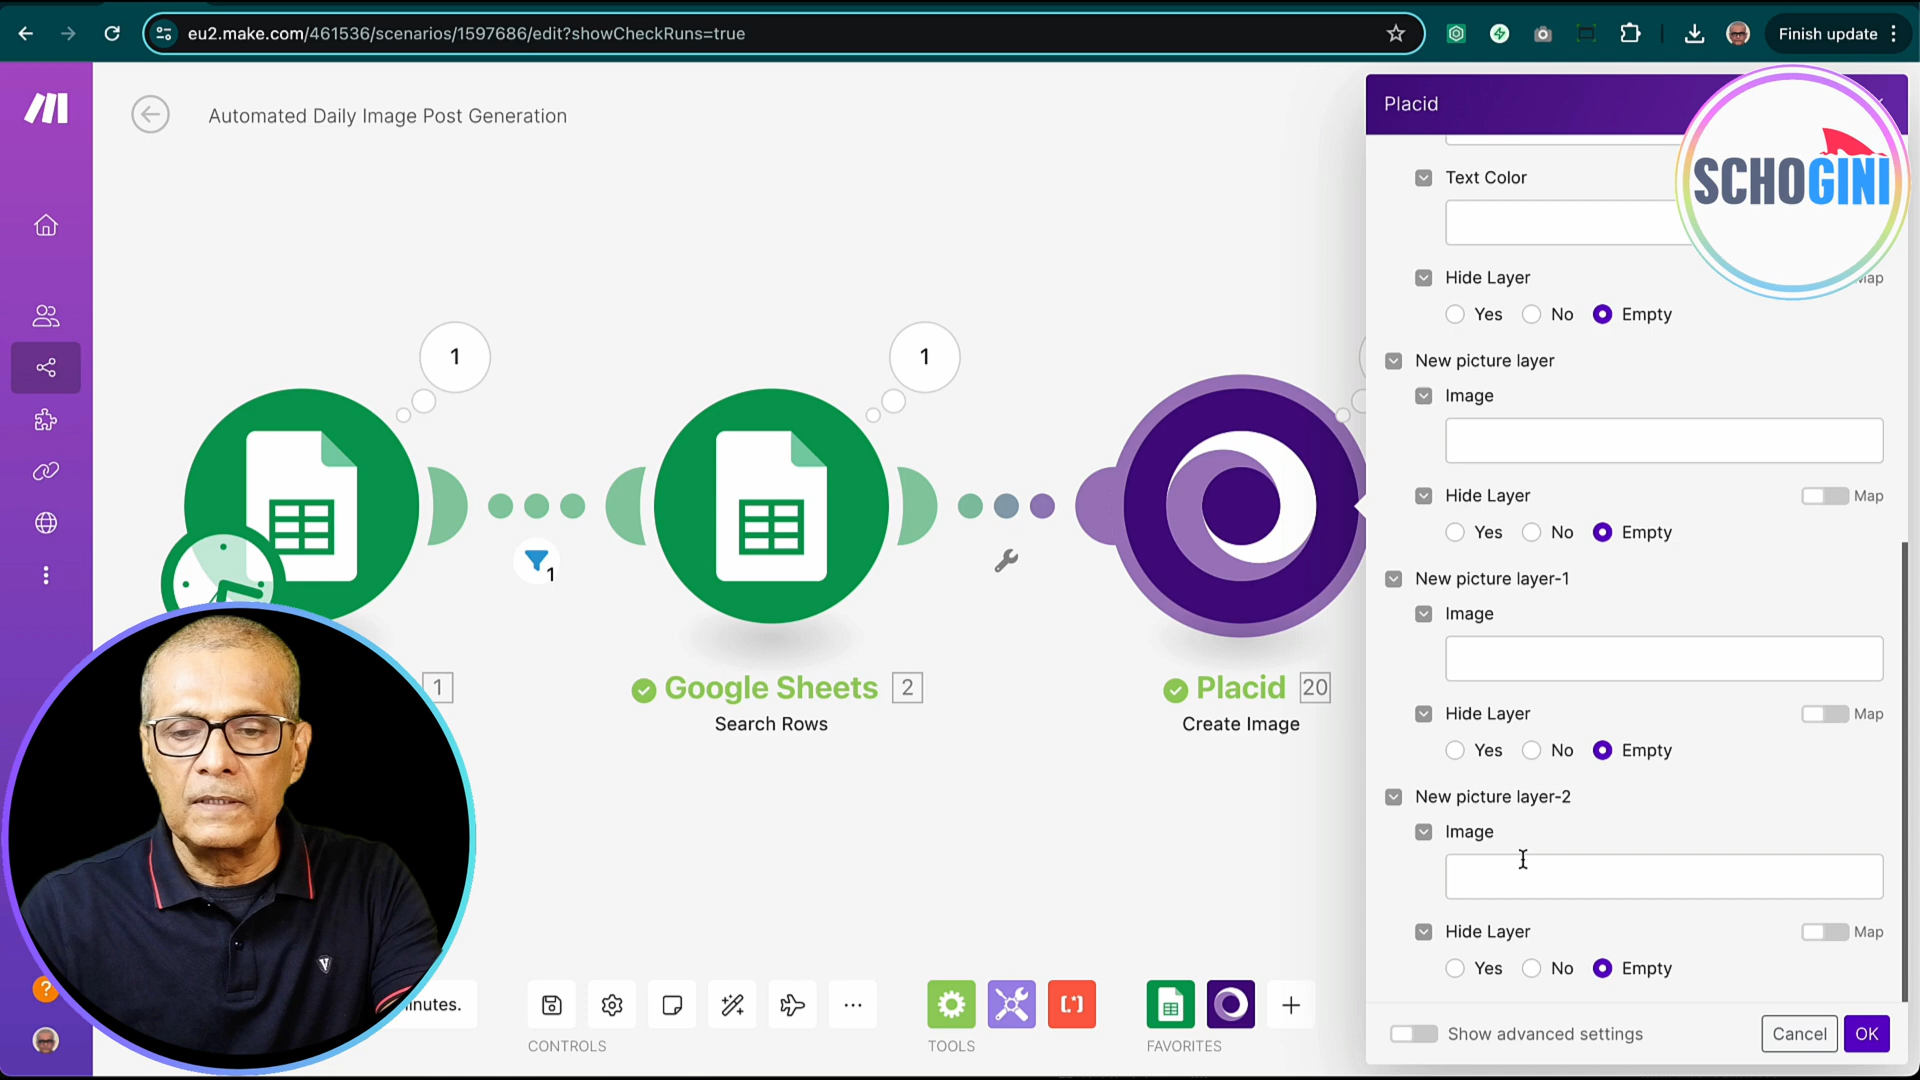 eu2.make.com/461536/scenarios/1597686/edit?showCheckRuns=true
Finish update
Automated Daily Image Post Generation
Placid
SCHOGINI
Text Color
Hide Layer
Yes No Empty
New picture layer
Image
Hide Layer Map
Yes No Empty
New picture layer-1
Image
Hide Layer Map
Yes No Empty
New picture layer-2
Image
Hide Layer Map
Yes No Empty
Show advanced settings
Cancel OK
1
1
1
1
Google Sheets 2
Search Rows
Placid 20
Create Image
CONTROLS
TOOLS
FAVORITES
?